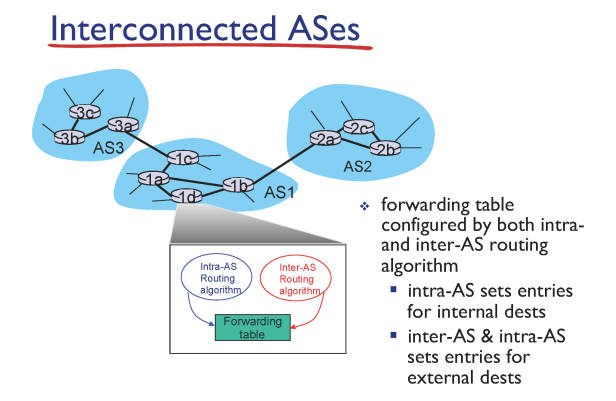 Interconnected ASes
3c
3a
3b
AS3
1c
1a
1d
1b
AS1
2c
2a
2b
AS2
Intra-AS
Routing
algorithm
Inter-AS
Routing
algorithm
Forwarding
table
❖ forwarding table
configured by both intra-
and inter-AS routing
algorithm
▪ intra-AS sets entries
for internal dests
▪ inter-AS & intra-AS
sets entries for
external dests